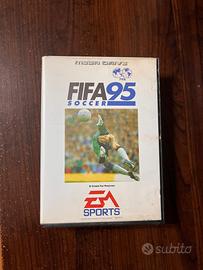 MEGA DRIVE
FIFA 95
SOCCER
EA
SPORTS
subito